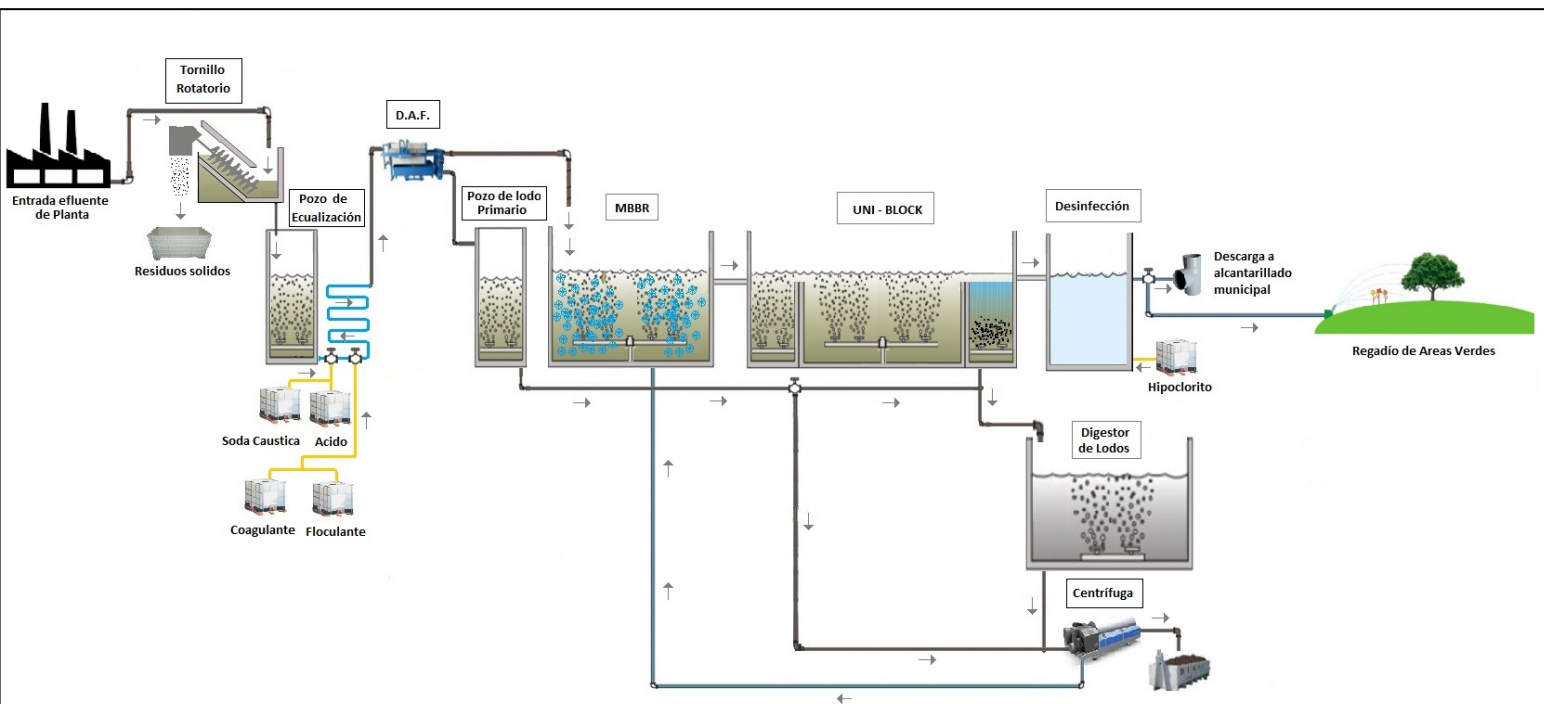 Tornillo
Rotatorio
D.A.F.
Entrada efluente
de Planta
Residuos solidos
Pozo de
Ecualización
Pozo de lodo
Primario
MBBR
UNI - BLOCK
Desinfección
Descarga a
alcantarillado
municipal
Regadío de Areas Verdes
Hipoclorito
Soda Caustica
Acido
Coagulante
Floculante
Digestor
de Lodos
Centrífuga